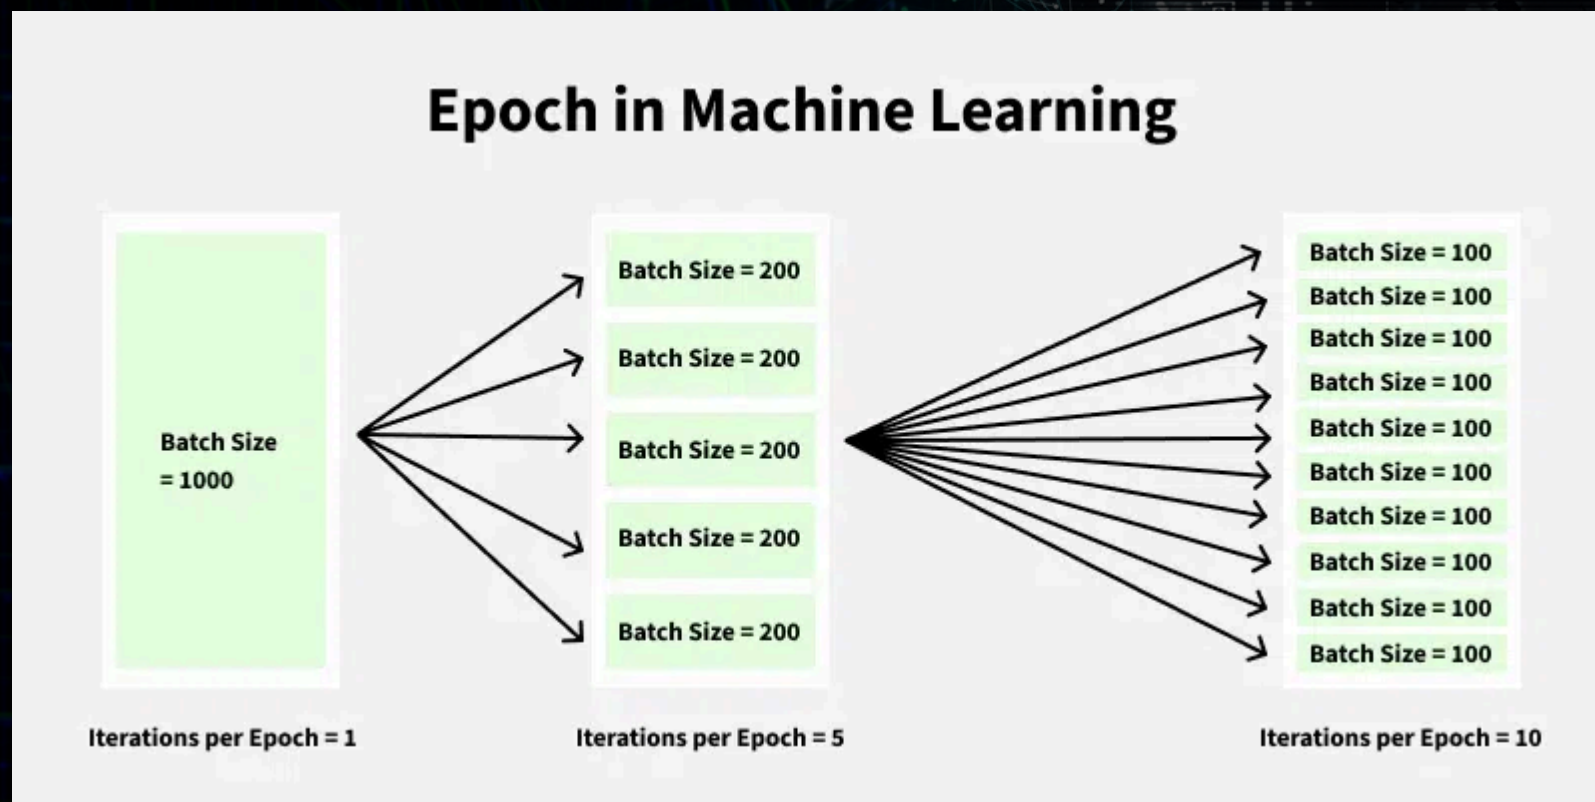 Epoch in Machine Learning
Batch Size
= 1000
Iterations per Epoch = 1
Batch Size = 200
Batch Size = 200
Batch Size = 200
Batch Size = 200
Batch Size = 200
Iterations per Epoch = 5
Batch Size = 100
Batch Size = 100
Batch Size = 100
Batch Size = 100
Batch Size = 100
Batch Size = 100
Batch Size = 100
Batch Size = 100
Batch Size = 100
Batch Size = 100
Iterations per Epoch = 10